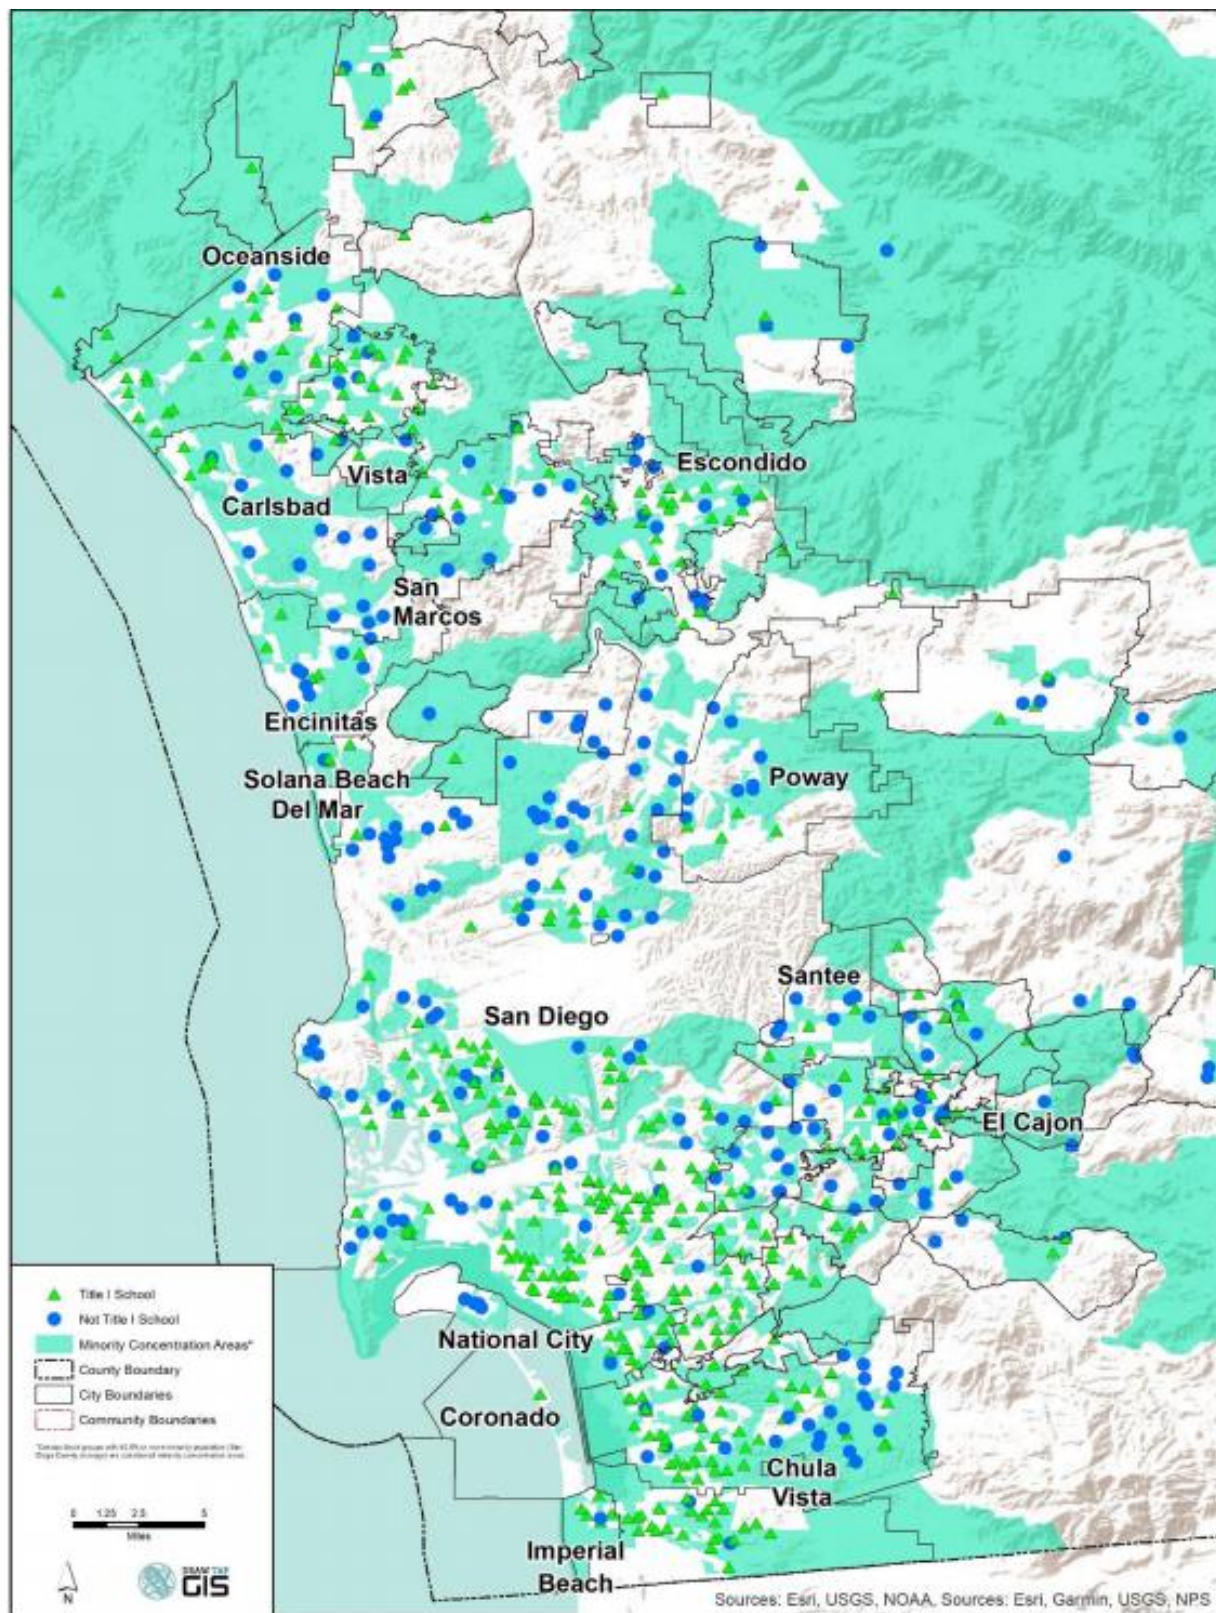 Oceanside
Escondido
Vista
Carlsbad
San
Marcos
Encinitas
Solana Beach
Del Mar
Poway
Santee
San Diego
El Cajon
National City
Coronado
Chula
Vista
Imperial
Beach
Title I School
Not Title I School
Minority Concentration Areas*
County Boundary
City Boundaries
Community Boundaries
0 1.25 2.5 5
Miles
N
DRAW TAP
GIS
Sources: Esri, USGS, NOAA, Sources: Esri, Garmin, USGS, NPS